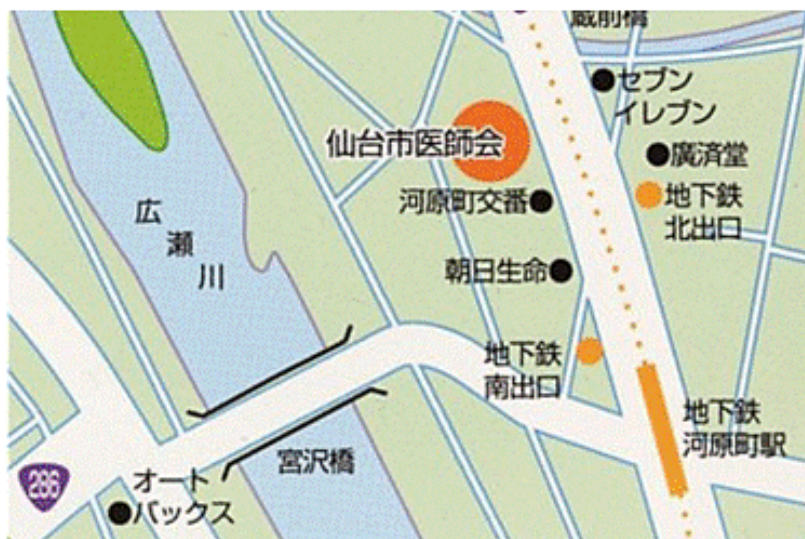 蔵前橋
セブン
イレブン
仙台市医師会
廣済堂
河原町交番
地下鉄
北出口
広
瀬
川
朝日生命
地下鉄
南出口
地下鉄
河原町駅
宮沢橋
286
オート
バックス